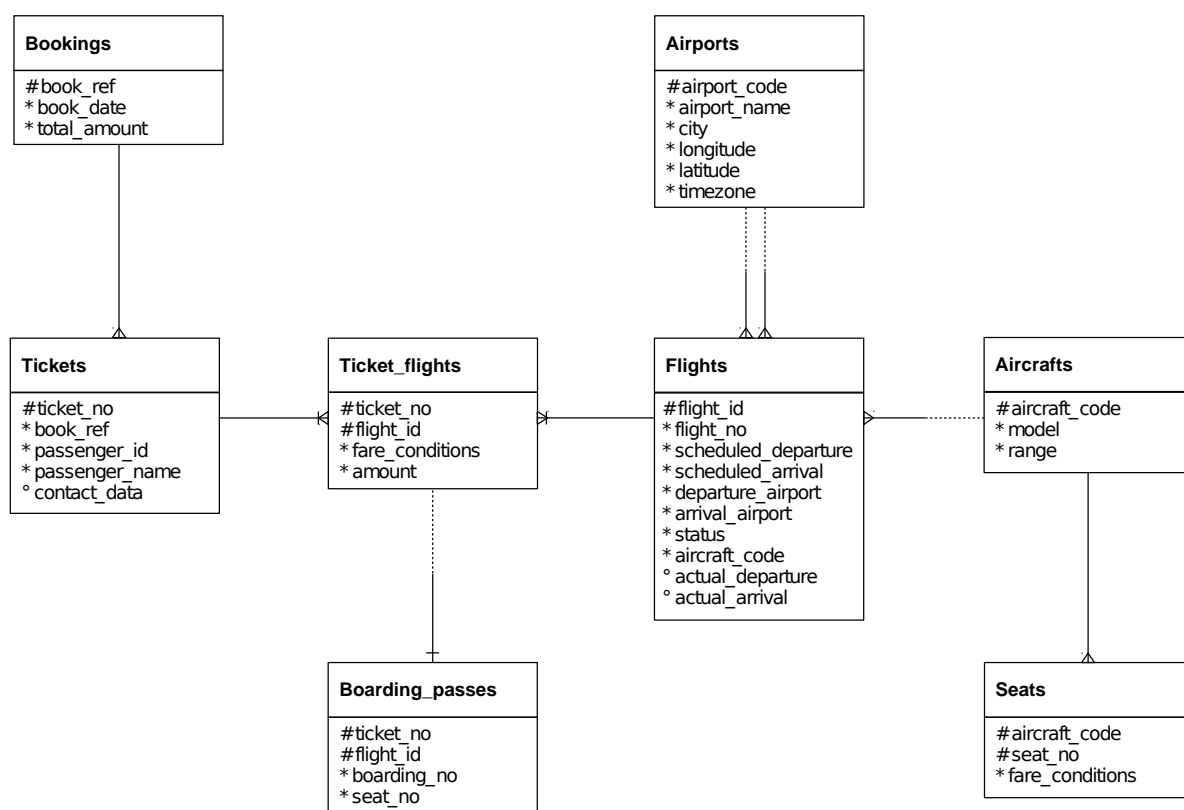 Bookings
#book_ref
*book_date
*total_amount
Airports
#airport_code
*airport_name
*city
*longitude
*latitude
*timezone
Tickets
#ticket_no
*book_ref
*passenger_id
*passenger_name
° contact_data
Ticket_flights
#ticket_no
#flight_id
*fare_conditions
*amount
Flights
#flight_id
*flight_no
*scheduled_departure
*scheduled_arrival
*departure_airport
*arrival_airport
*status
*aircraft_code
° actual_departure
° actual_arrival
Aircrafts
#aircraft_code
*model
*range
Boarding_passes
#ticket_no
#flight_id
*boarding_no
*seat_no
Seats
#aircraft_code
#seat_no
*fare_conditions